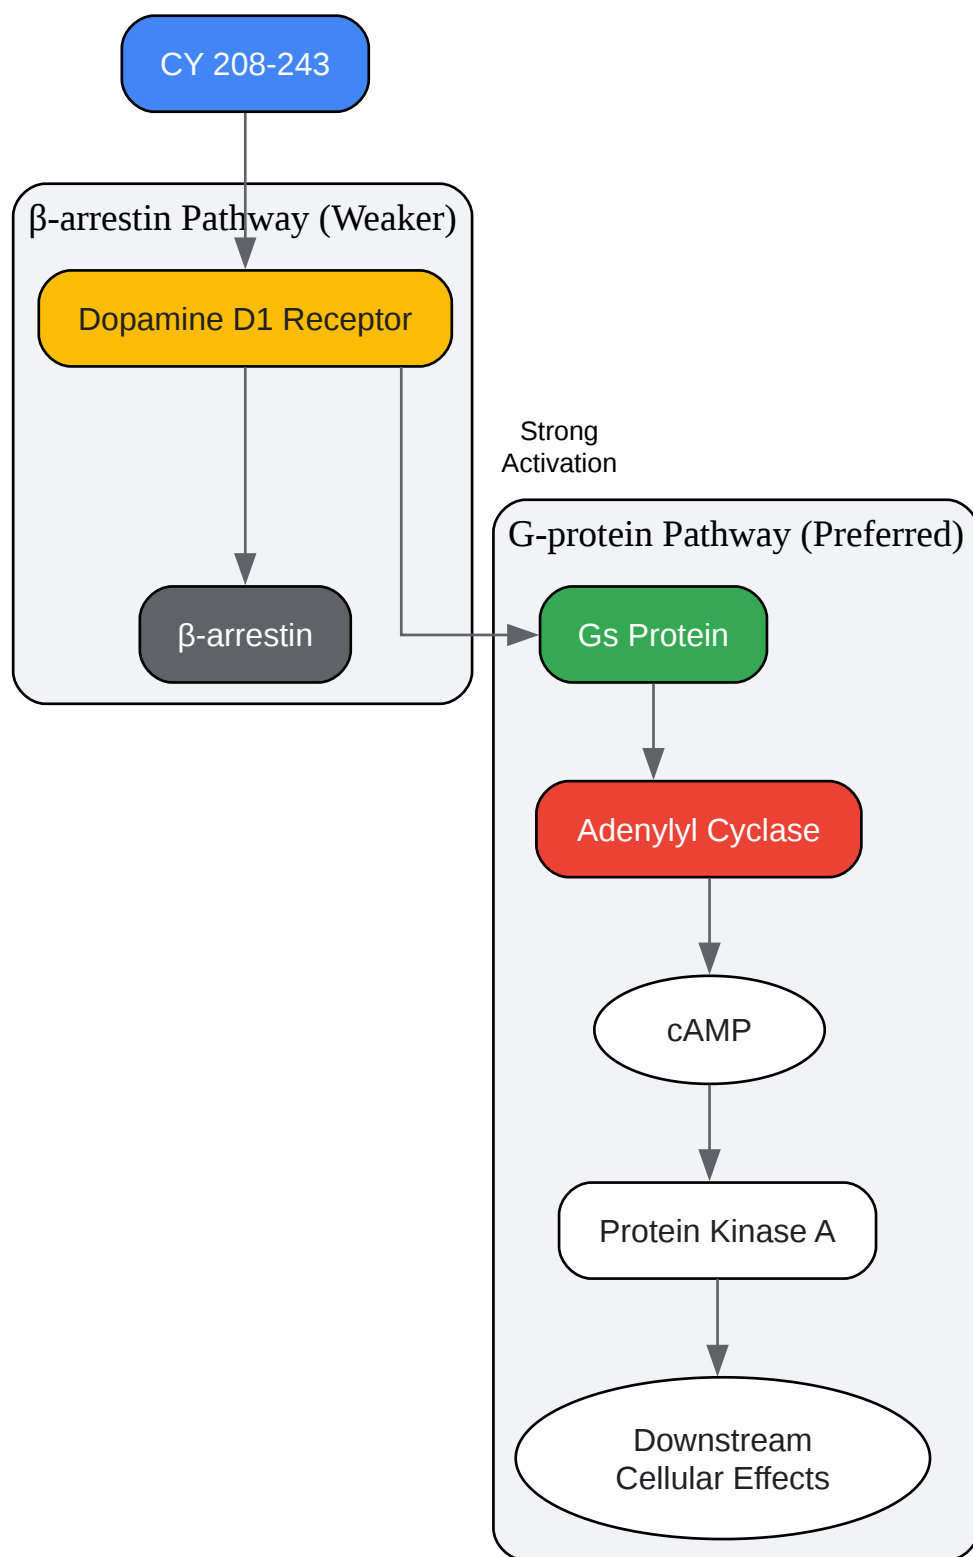 CY 208-243
β-arrestin Pathway (Weaker)
Dopamine D1 Receptor
Strong
Activation
G-protein Pathway (Preferred)
β-arrestin
Gs Protein
Adenylyl Cyclase
cAMP
Protein Kinase A
Downstream
Cellular Effects